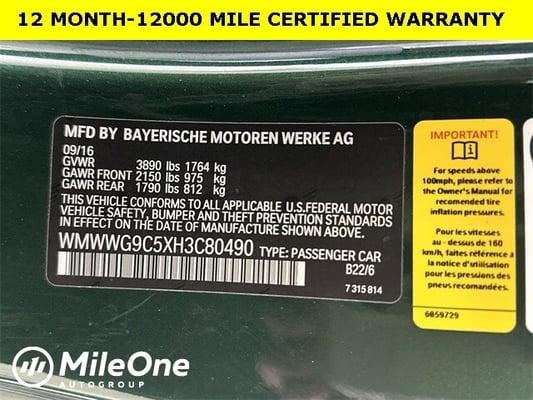 12 MONTH-12000 MILE CERTIFIED WARRANTY
MFD BY BAYERISCHE MOTOREN WERKE AG
09/16
GVWR 3890 lbs 1764 kg
GAWR FRONT 2150 lbs 975 kg
GAWR REAR 1790 lbs 812 kg
THIS VEHICLE CONFORMS TO ALL APPLICABLE U.S.FEDERAL MOTOR
VEHICLE SAFETY, BUMPER, AND THEFT PREVENTION STANDARDS
IN EFFECT ON THE DATE OF MANUFACTURE SHOWN ABOVE.
WMWWG9C5XH3C80490 TYPE: PASSENGER CAR
B22/6
7 315 814
IMPORTANT!
i
For speeds above
100mph, please refer to
the Owner's Manual for
recomended tire
inflation pressures
Pour les vitesses
au - dessus de 160
km/h, faites référence à
la section sur les
pressions des pneus
recomandées.
6859729
MileOne
AUTOGROUP